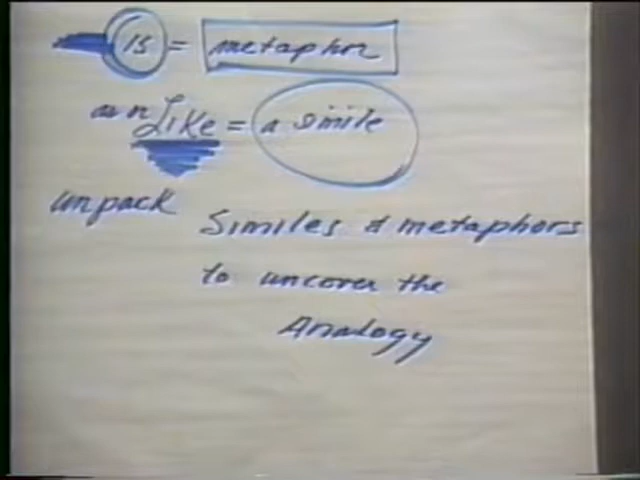 is = metaphor
as n Like = a simile
unpack Similes & metaphors
to uncover the
Analogy